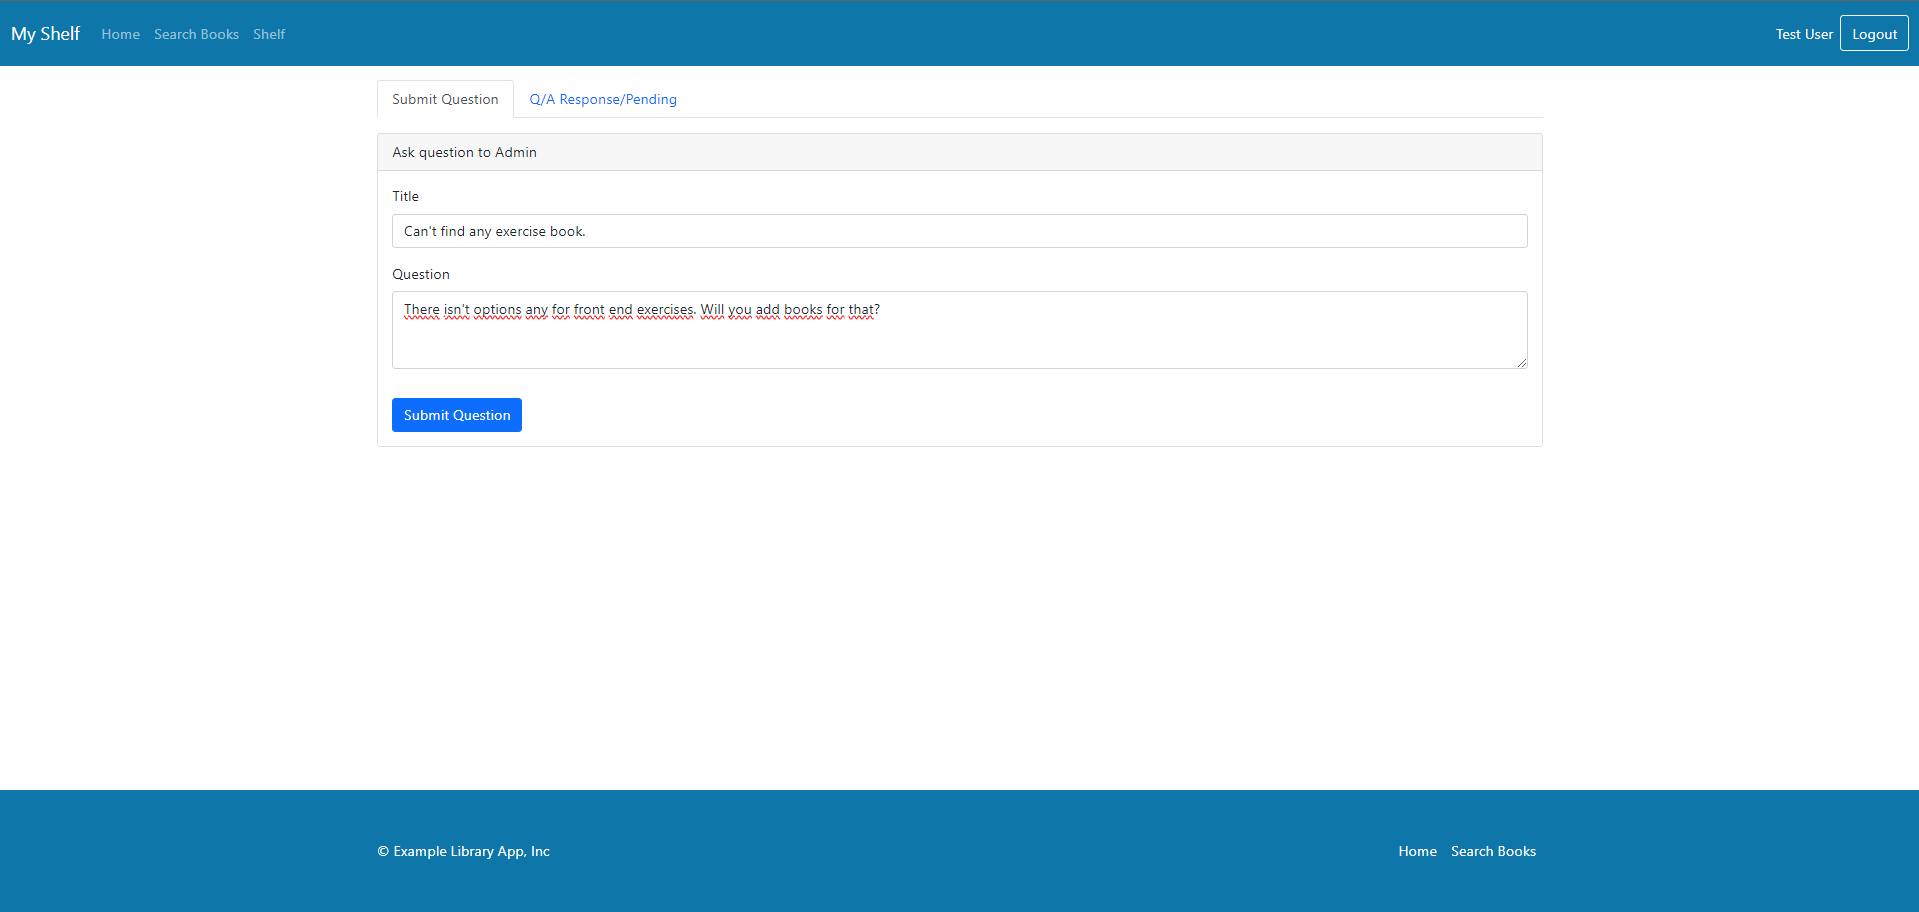 My Shelf Home Search Books Shelf Test User Logout
Submit Question Q/A Response/Pending
Ask question to Admin
Title
Can't find any exercise book.
Question
There isn't options any for front end exercises. Will you add books for that?
Submit Question
© Example Library App, Inc Home Search Books